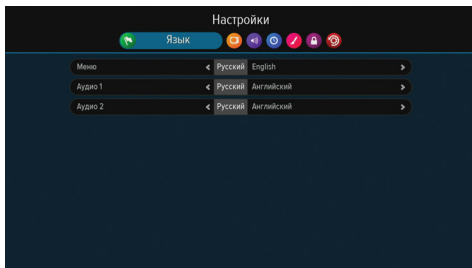 Настройки
Язык
Меню Русский English
Аудио 1 Русский Английский
Аудио 2 Русский Английский